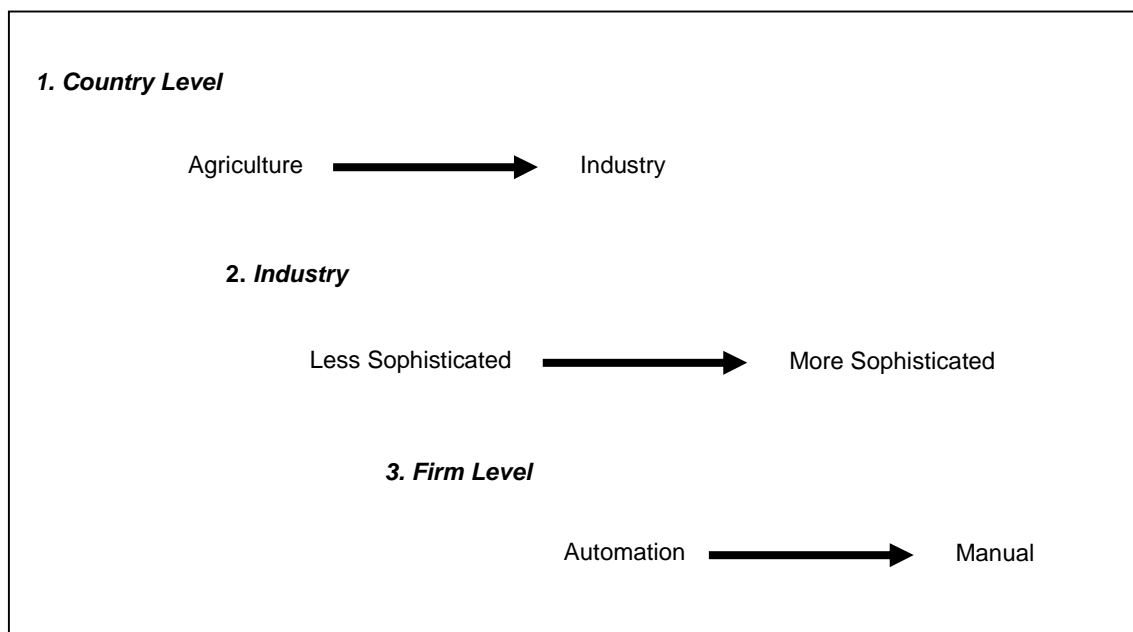 1. Country Level
Agriculture Industry
2. Industry
Less Sophisticated More Sophisticated
3. Firm Level
Automation Manual